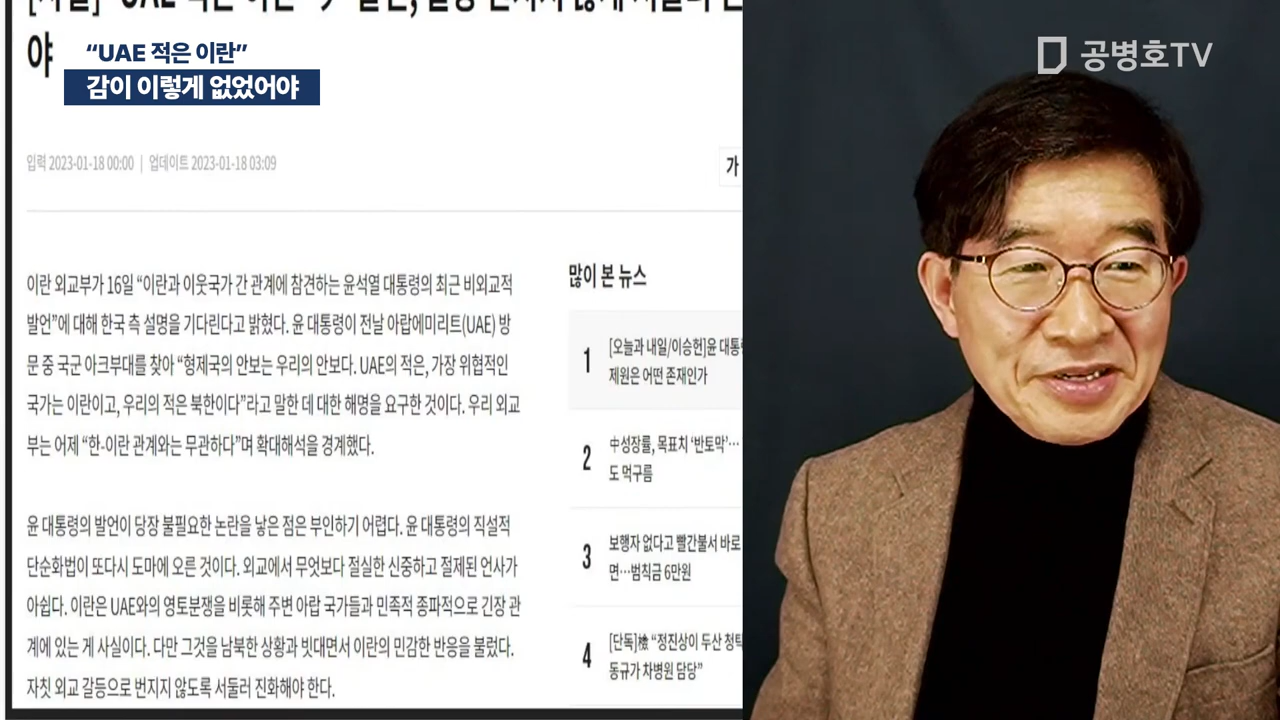 야
“UAE 적은 이란”
감이 이렇게 없었어야
공병호TV
입력 2023-01-18 00:00 | 업데이트 2023-01-18 03:09
가
이란 외교부가 16일 “이란과 이웃국가 간 관계에 참견하는 윤석열 대통령의 최근 비외교적
발언”에 대해 한국 측 설명을 기다린다고 밝혔다. 윤 대통령이 전날 아랍에미리트(UAE) 방
문 중 국군 아크부대를 찾아 “형제국의 안보는 우리의 안보다. UAE의 적은, 가장 위협적인
국가는 이란이고, 우리의 적은 북한이다”라고 말한 데 대한 해명을 요구한 것이다. 우리 외교
부는 어제 “한-이란 관계와는 무관하다”며 확대해석을 경계했다.
윤 대통령의 발언이 당장 불필요한 논란을 낳은 점은 부인하기 어렵다. 윤 대통령의 직설적
단순화법이 또다시 도마에 오른 것이다. 외교에서 무엇보다 절실한 신중하고 절제된 언사가
아쉽다. 이란은 UAE와의 영토분쟁을 비롯해 주변 아랍 국가들과 민족적 종파적으로 긴장 관
계에 있는 게 사실이다. 다만 그것을 남북한 상황과 빗대면서 이란의 민감한 반응을 불렀다.
자칫 외교 갈등으로 번지지 않도록 서둘러 진화해야 한다.
많이 본 뉴스
1
[오늘과 내일/이승헌]윤 대통
제원은 어떤 존재인가
2
中성장률, 목표치 ‘반토막’…
도 먹구름
3
보행자 없다고 빨간불서 바로
면…범칙금 6만원
4
[단독]檢 “정진상이 두산 청탁
동규가 차병원 담당”